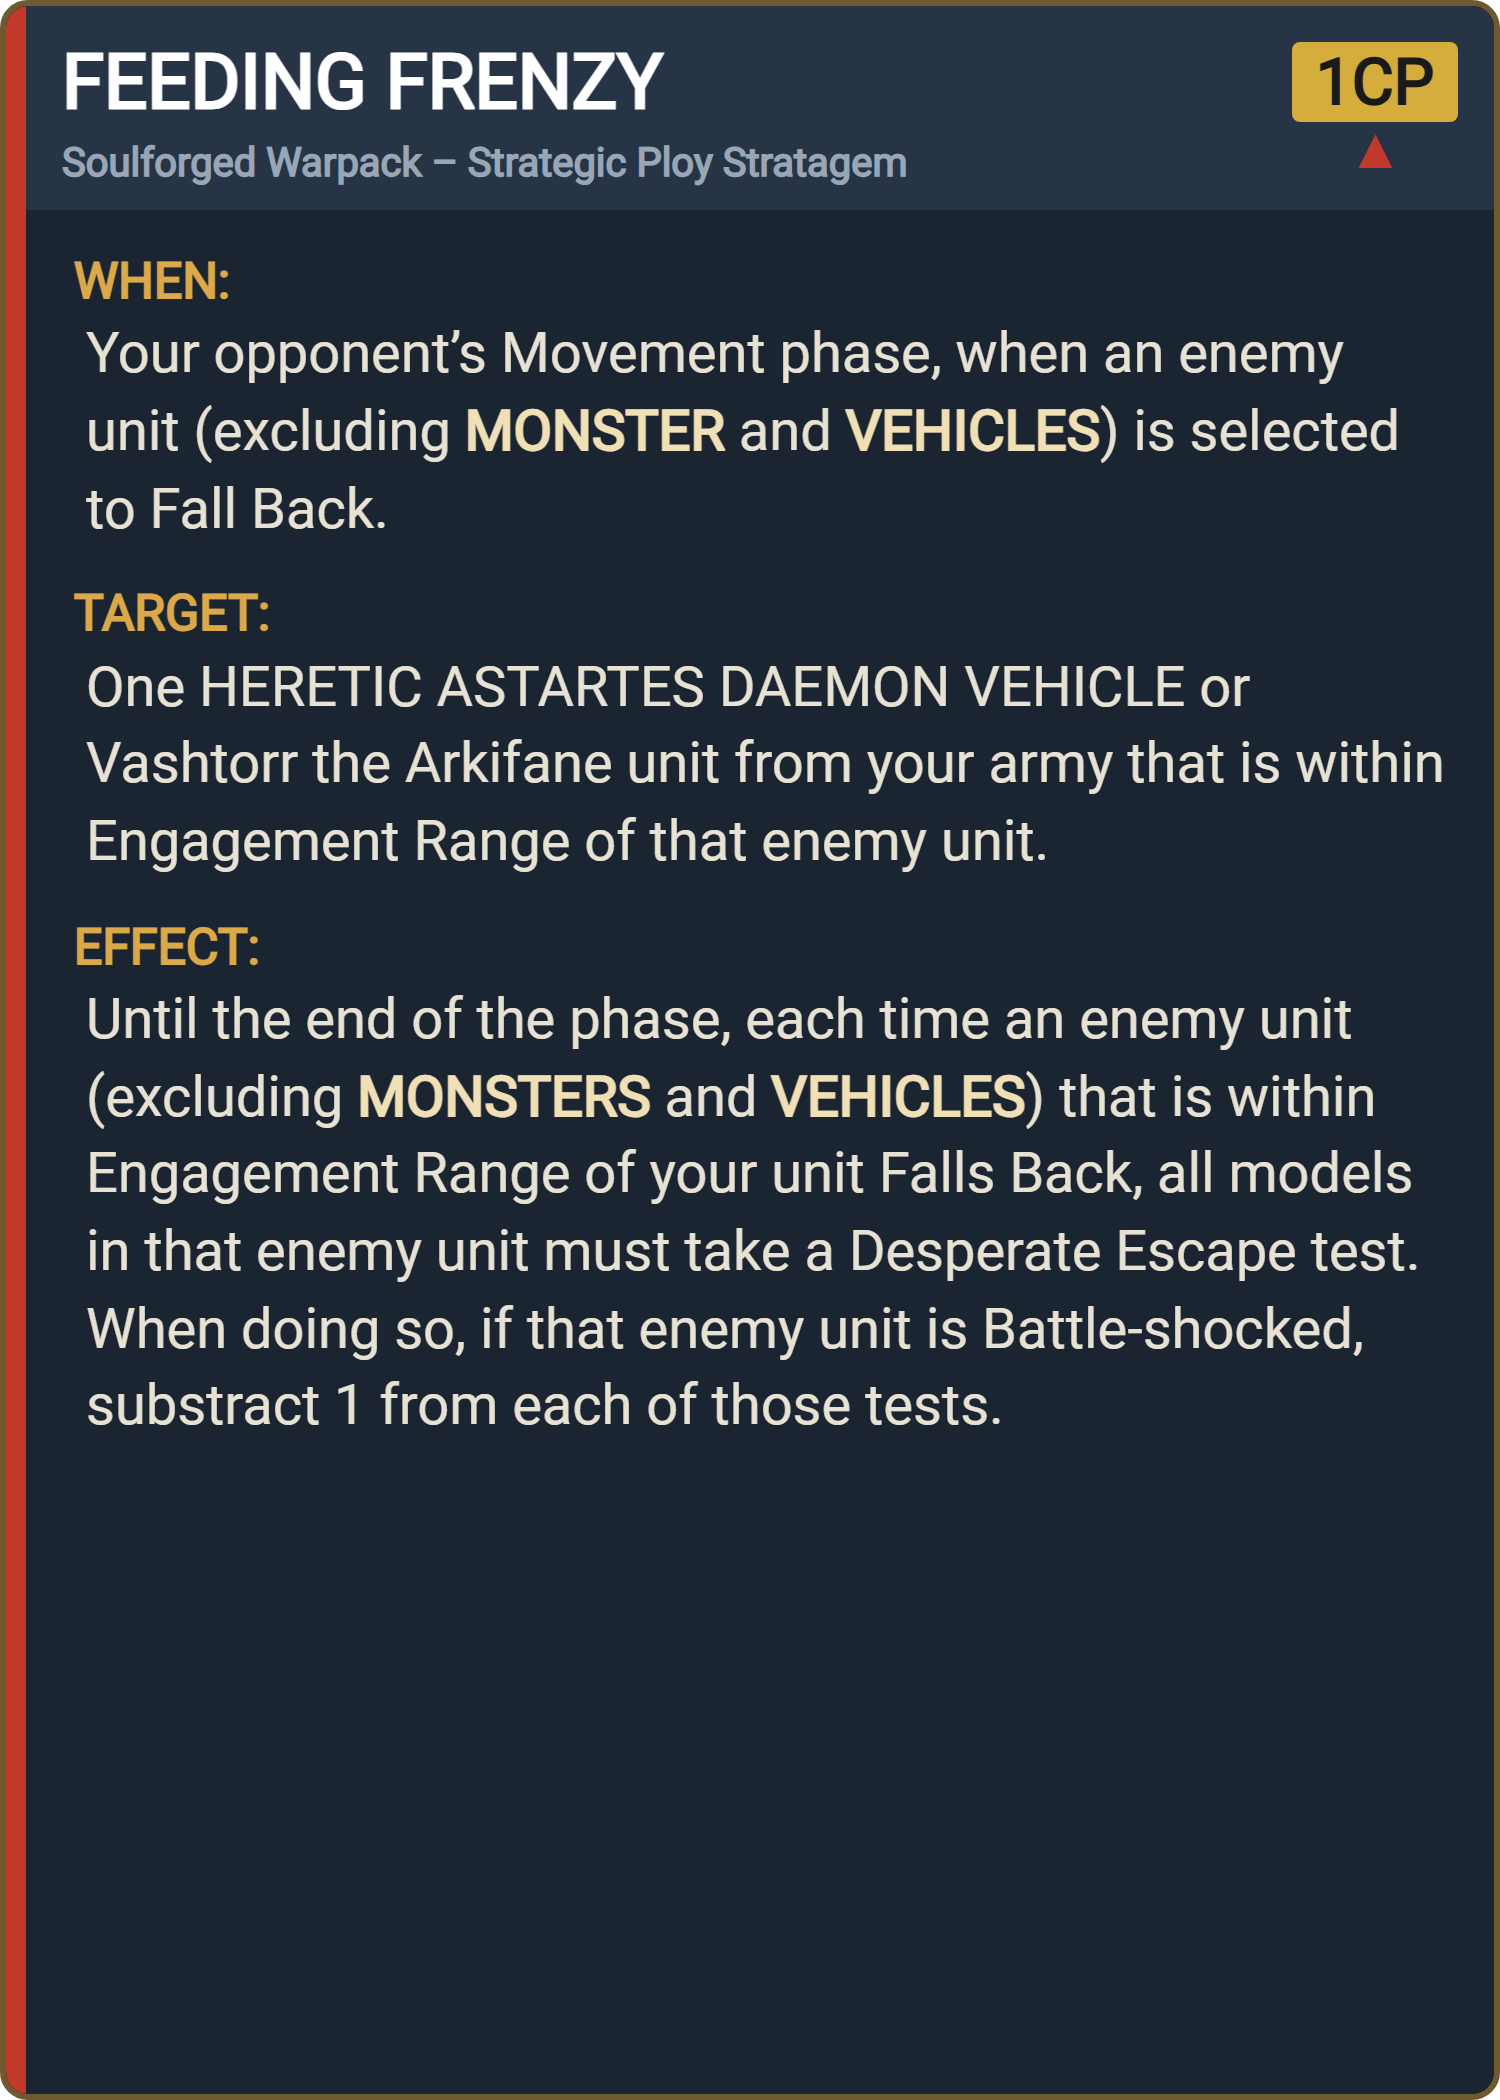 FEEDING FRENZY
1CP
Soulforged Warpack – Strategic Ploy Stratagem
WHEN:
Your opponent’s Movement phase, when an enemy
unit (excluding MONSTER and VEHICLES) is selected
to Fall Back.
TARGET:
One HERETIC ASTARTES DAEMON VEHICLE or
Vashtorr the Arkifane unit from your army that is within
Engagement Range of that enemy unit.
EFFECT:
Until the end of the phase, each time an enemy unit
(excluding MONSTERS and VEHICLES) that is within
Engagement Range of your unit Falls Back, all models
in that enemy unit must take a Desperate Escape test.
When doing so, if that enemy unit is Battle-shocked,
substract 1 from each of those tests.